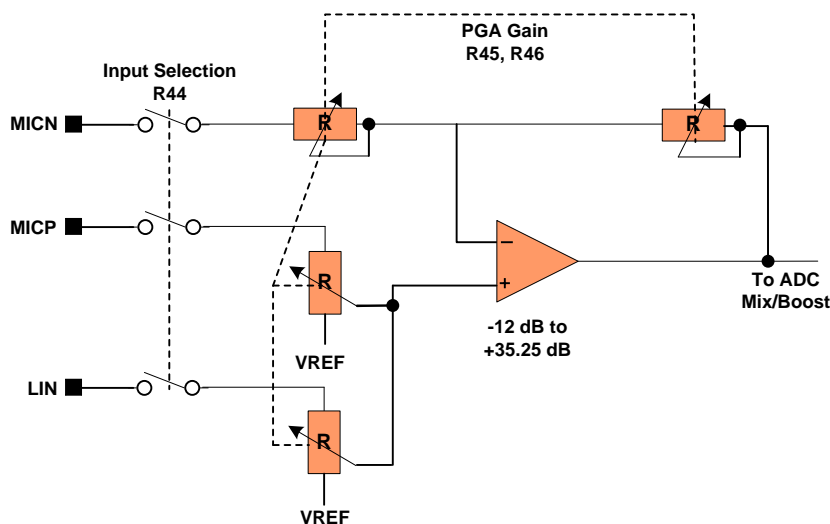 PGA Gain
R45, R46
Input Selection
R44
MICN
R
R
MICP
R
−
+
To ADC
Mix/Boost
-12 dB to
+35.25 dB
VREF
LIN
R
VREF